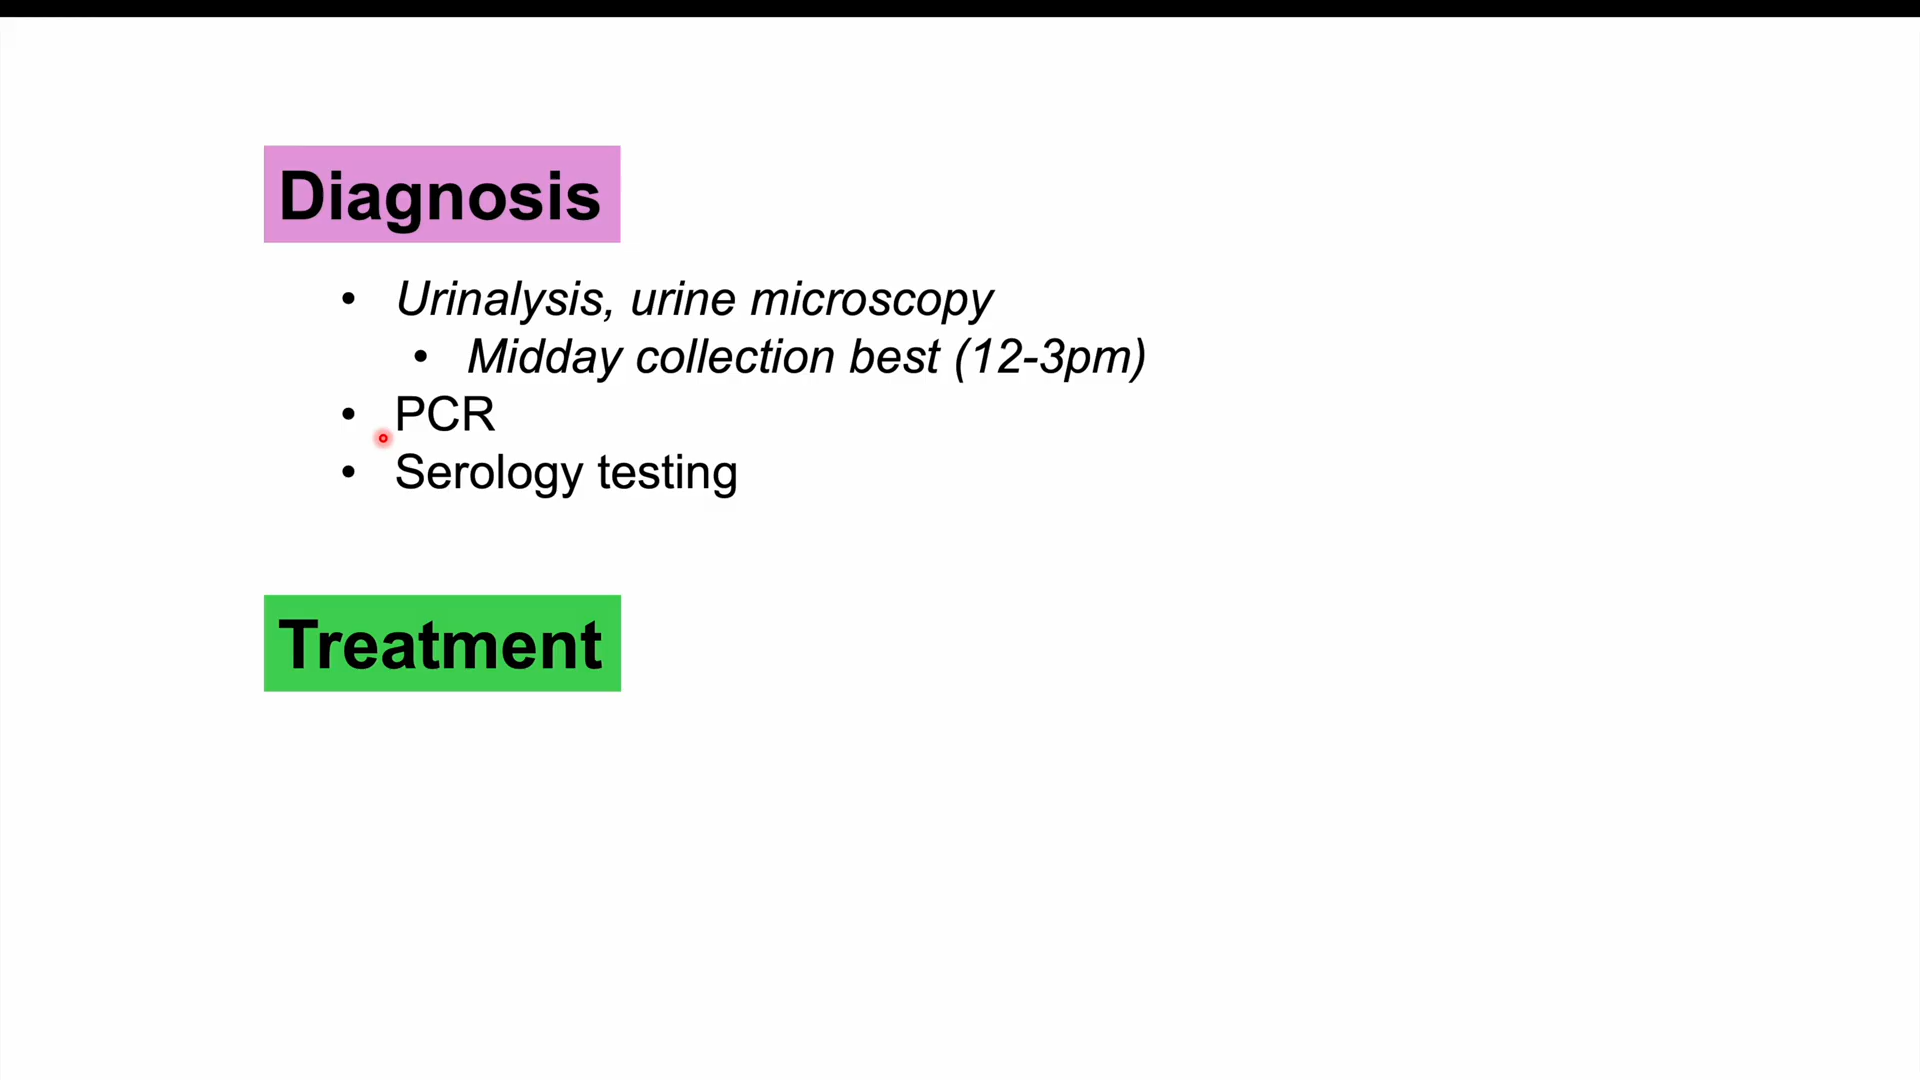 Diagnosis
• Urinalysis, urine microscopy
• Midday collection best (12-3pm)
• PCR
• Serology testing
Treatment